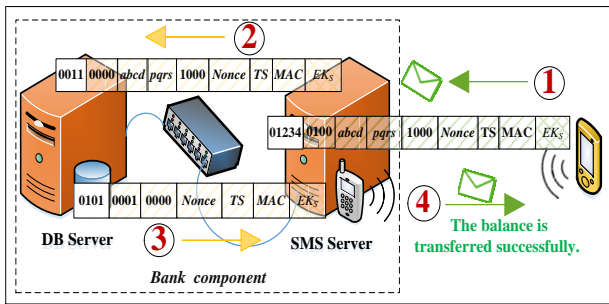 2
1
0011 0000 abcd pqrs 1000 Nonce TS MAC EKS
01234 0100 abcd pqrs 1000 Nonce TS MAC EKS
0101 0001 0000 Nonce TS MAC EKS
4
The balance is
transferred successfully.
DB Server
3
SMS Server
Bank component